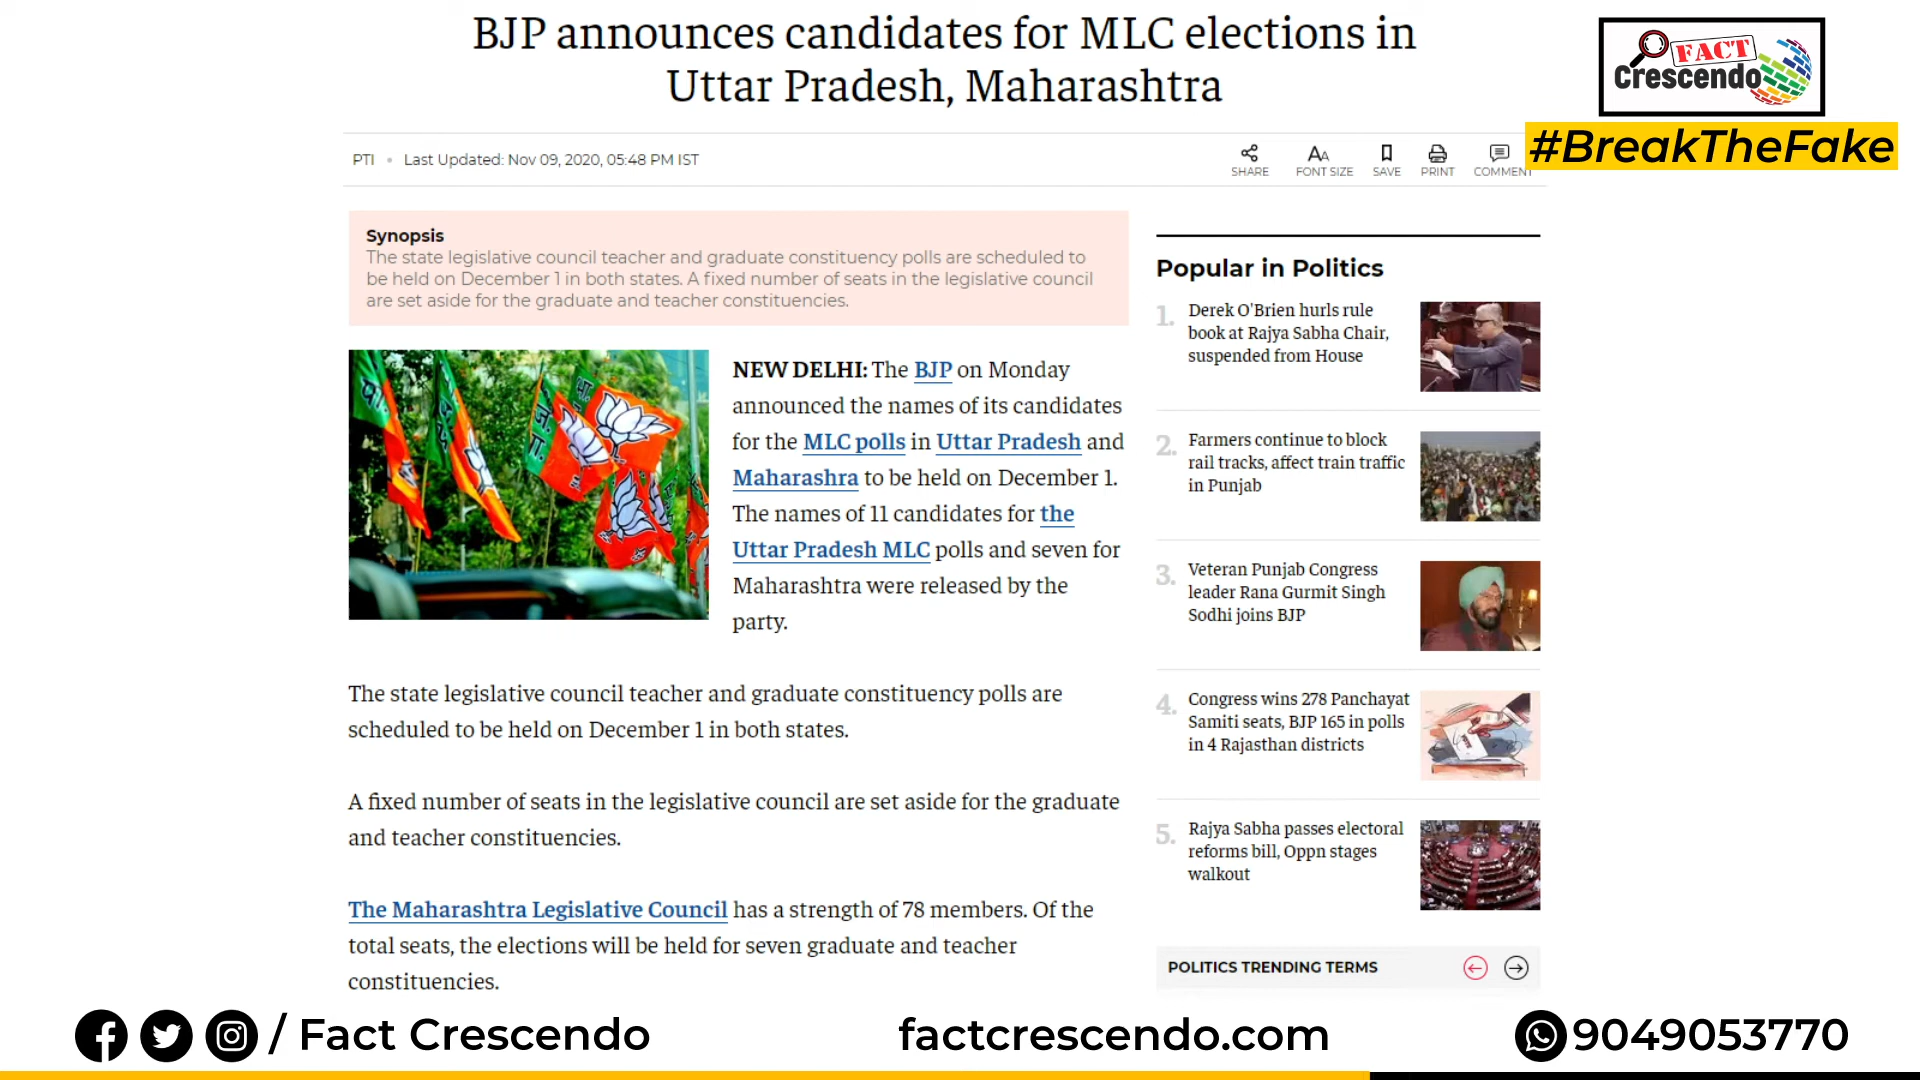 BJP announces candidates for MLC elections in
Uttar Pradesh, Maharashtra
FACT
Crescendo
#BreakTheFake
PTI • Last Updated: Nov 09, 2020, 05:48 PM IST
SHARE
FONT SIZE
SAVE
PRINT
COMMENT
Synopsis
The state legislative council teacher and graduate constituency polls are scheduled to
be held on December 1 in both states. A fixed number of seats in the legislative council
are set aside for the graduate and teacher constituencies.
NEW DELHI: The BJP on Monday
announced the names of its candidates
for the MLC polls in Uttar Pradesh and
Maharashra to be held on December 1.
The names of 11 candidates for the
Uttar Pradesh MLC polls and seven for
Maharashtra were released by the
party.
The state legislative council teacher and graduate constituency polls are
scheduled to be held on December 1 in both states.
A fixed number of seats in the legislative council are set aside for the graduate
and teacher constituencies.
The Maharashtra Legislative Council has a strength of 78 members. Of the
total seats, the elections will be held for seven graduate and teacher
constituencies.
Popular in Politics
1. Derek O'Brien hurls rule
book at Rajya Sabha Chair,
suspended from House
2. Farmers continue to block
rail tracks, affect train traffic
in Punjab
3. Veteran Punjab Congress
leader Rana Gurmit Singh
Sodhi joins BJP
4. Congress wins 278 Panchayat
Samiti seats, BJP 165 in polls
in 4 Rajasthan districts
5. Rajya Sabha passes electoral
reforms bill, Oppn stages
walkout
POLITICS TRENDING TERMS
/ Fact Crescendo
factcrescendo.com
9049053770